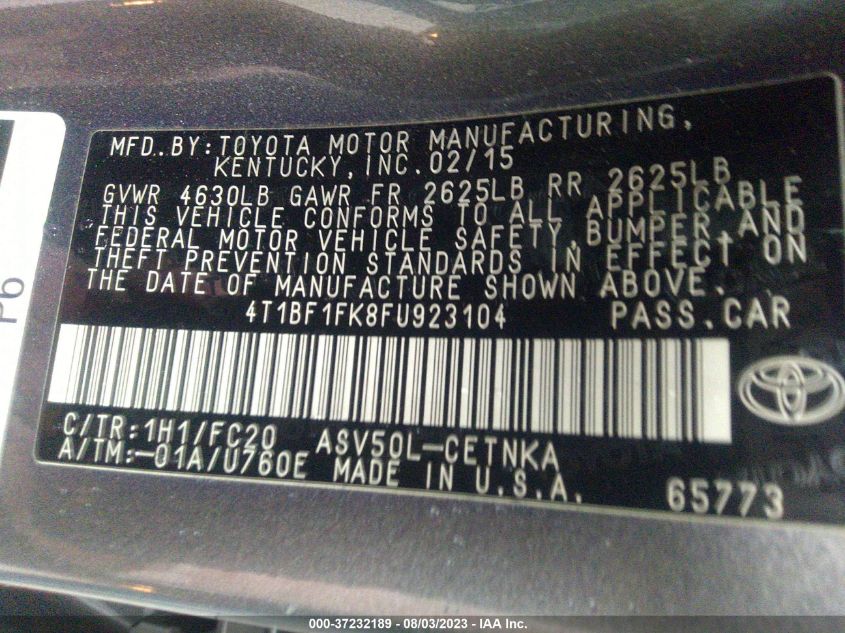 MFD. BY: TOYOTA MOTOR MANUFACTURING,
KENTUCKY, INC. 02/15
GVWR 4630LB GAWR FR 2625LB RR 2625LB
THIS VEHICLE CONFORMS TO ALL APPLICABLE
FEDERAL MOTOR VEHICLE SAFETY, BUMPER, AND
THEFT PREVENTION STANDARDS IN EFFECT ON
THE DATE OF MANUFACTURE SHOWN ABOVE.
4T1BF1FK8FU923104 PASS. CAR
C/TR: 1H1/FC20 ASV50L-CETNKA
A/TM: -01A/U760E MADE IN U.S.A.
65773
Pb
000-37232189 - 08/03/2023 - IAA Inc.